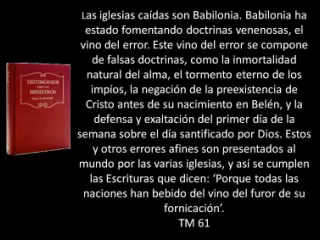 Las iglesias caídas son Babilonia. Babilonia ha
estado fomentando doctrinas venenosas, el
vino del error. Este vino del error se compone
de falsas doctrinas, como la inmortalidad
natural del alma, el tormento eterno de los
impíos, la negación de la preexistencia de
Cristo antes de su nacimiento en Belén, y la
defensa y exaltación del primer día de la
semana sobre el día santificado por Dios. Estos
y otros errores afines son presentados al
mundo por las varias iglesias, y así se cumplen
las Escrituras que dicen: ‘Porque todas las
naciones han bebido del vino del furor de su
fornicación’.
TM 61
TESTIMONIOS
MINISTROS